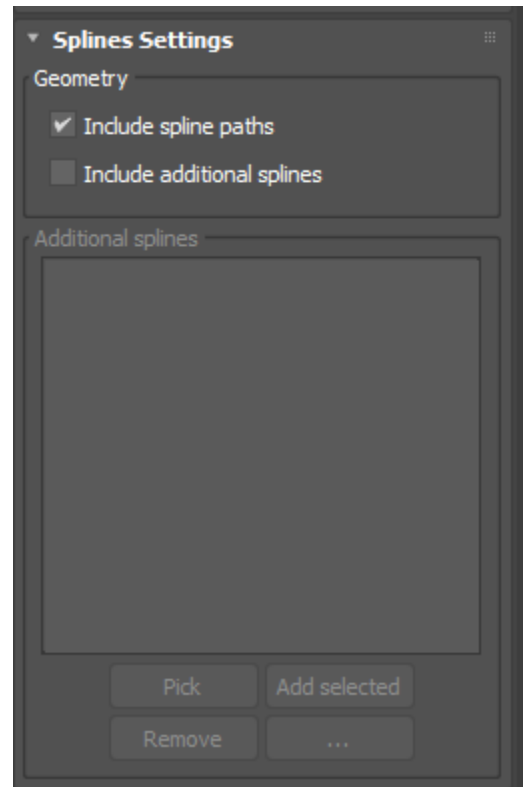 Splines Settings
Geometry
Include spline paths
Include additional splines
Additional splines
Pick
Add selected
Remove
...